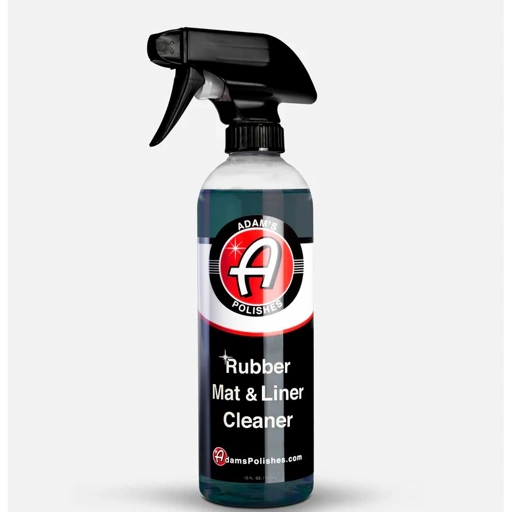 ADAM'S
A
POLISHES
Rubber
Mat & Liner
Cleaner
AdamsPolishes.com